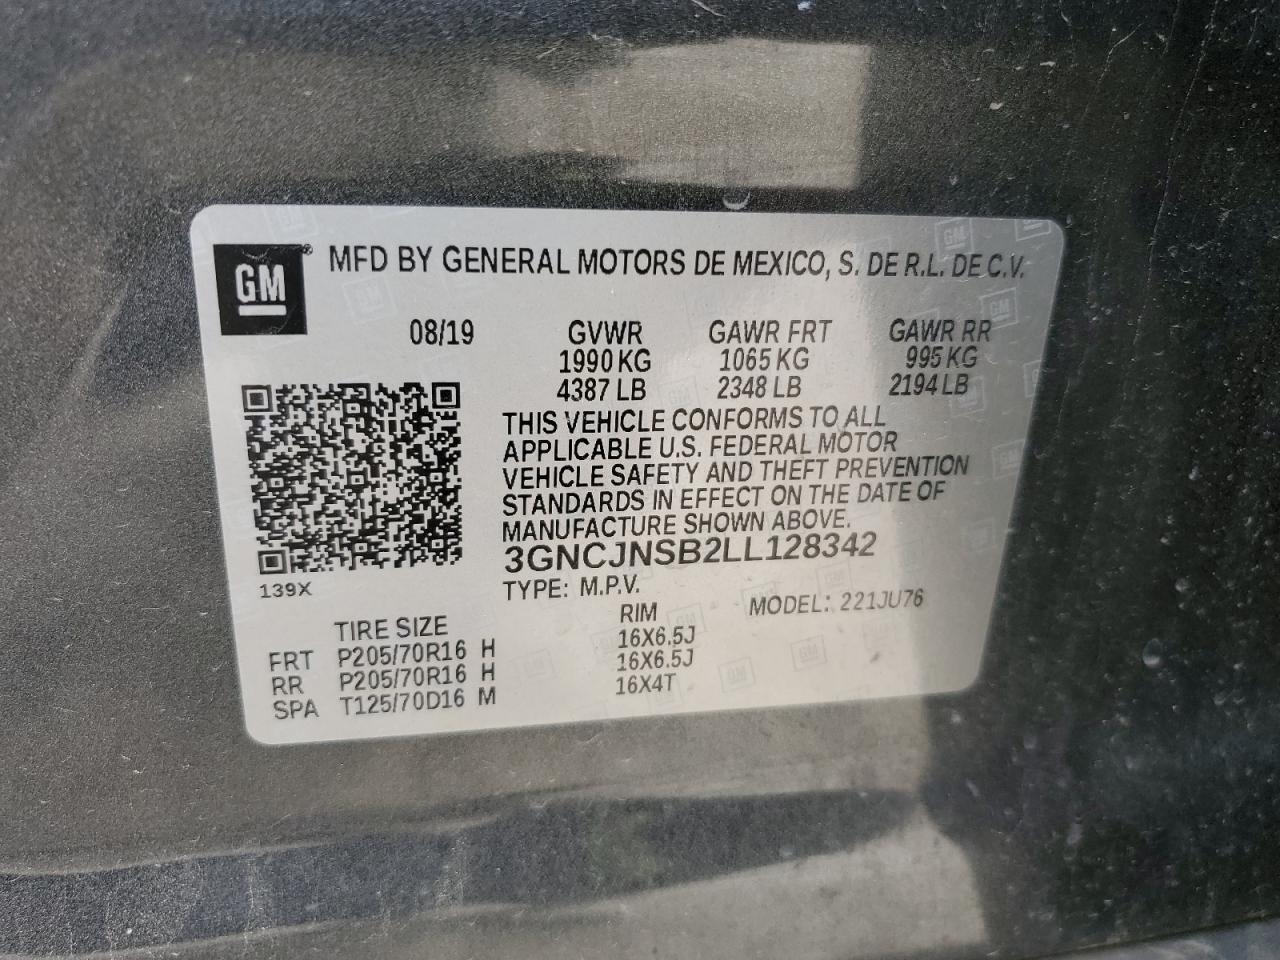 GM
MFD BY GENERAL MOTORS DE MEXICO, S. DE R.L. DE C.V.
08/19 GVWR GAWR FRT GAWR RR
1990 KG 1065 KG 995 KG
4387 LB 2348 LB 2194 LB
THIS VEHICLE CONFORMS TO ALL
APPLICABLE U.S. FEDERAL MOTOR
VEHICLE SAFETY AND THEFT PREVENTION
STANDARDS IN EFFECT ON THE DATE OF
MANUFACTURE SHOWN ABOVE.
3GNCJNSB2LL128342
139X
TYPE: M.P.V.
TIRE SIZE RIM MODEL: 221JU76
FRT P205/70R16 H 16X6.5J
RR P205/70R16 H 16X6.5J
SPA T125/70D16 M 16X4T